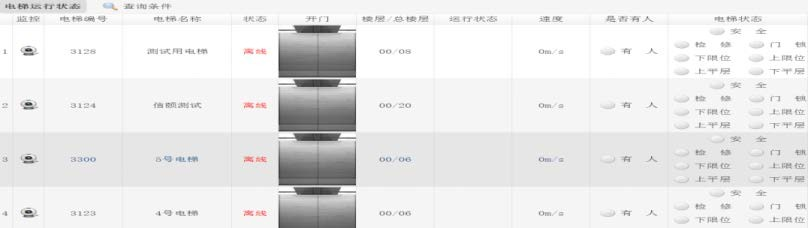 电梯运行状态 查询条件
监控 电梯编号 电梯名称 状态 开门 楼层/总楼层 运行状态 速度 是否有人 电梯状态
1 3128 测试用电梯 离线 00/08 0m/s 有 人
安 全
检 修 门 锁
下限位 上限位
上平层 下平层
2 3124 信颐测试 离线 00/20 0m/s 有 人
安 全
检 修 门 锁
下限位 上限位
上平层 下平层
3 3300 5号电梯 离线 00/06 0m/s 有 人
安 全
检 修 门 锁
下限位 上限位
上平层 下平层
4 3123 4号电梯 离线 00/06 0m/s 有 人
安 全
检 修 门 锁
下限位 上限位